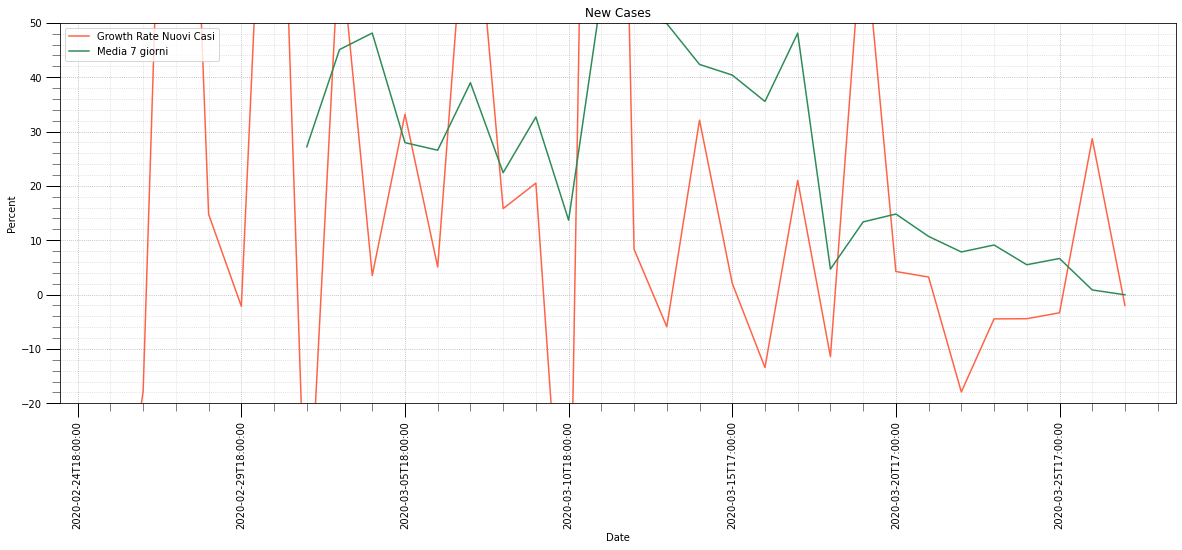 New Cases
Growth Rate Nuovi Casi
Media 7 giorni
50
40
30
20
10
0
−10
−20
Percent
2020-02-24T18:00:00
2020-02-29T18:00:00
2020-03-05T18:00:00
2020-03-10T18:00:00
2020-03-15T17:00:00
2020-03-20T17:00:00
2020-03-25T17:00:00
Date